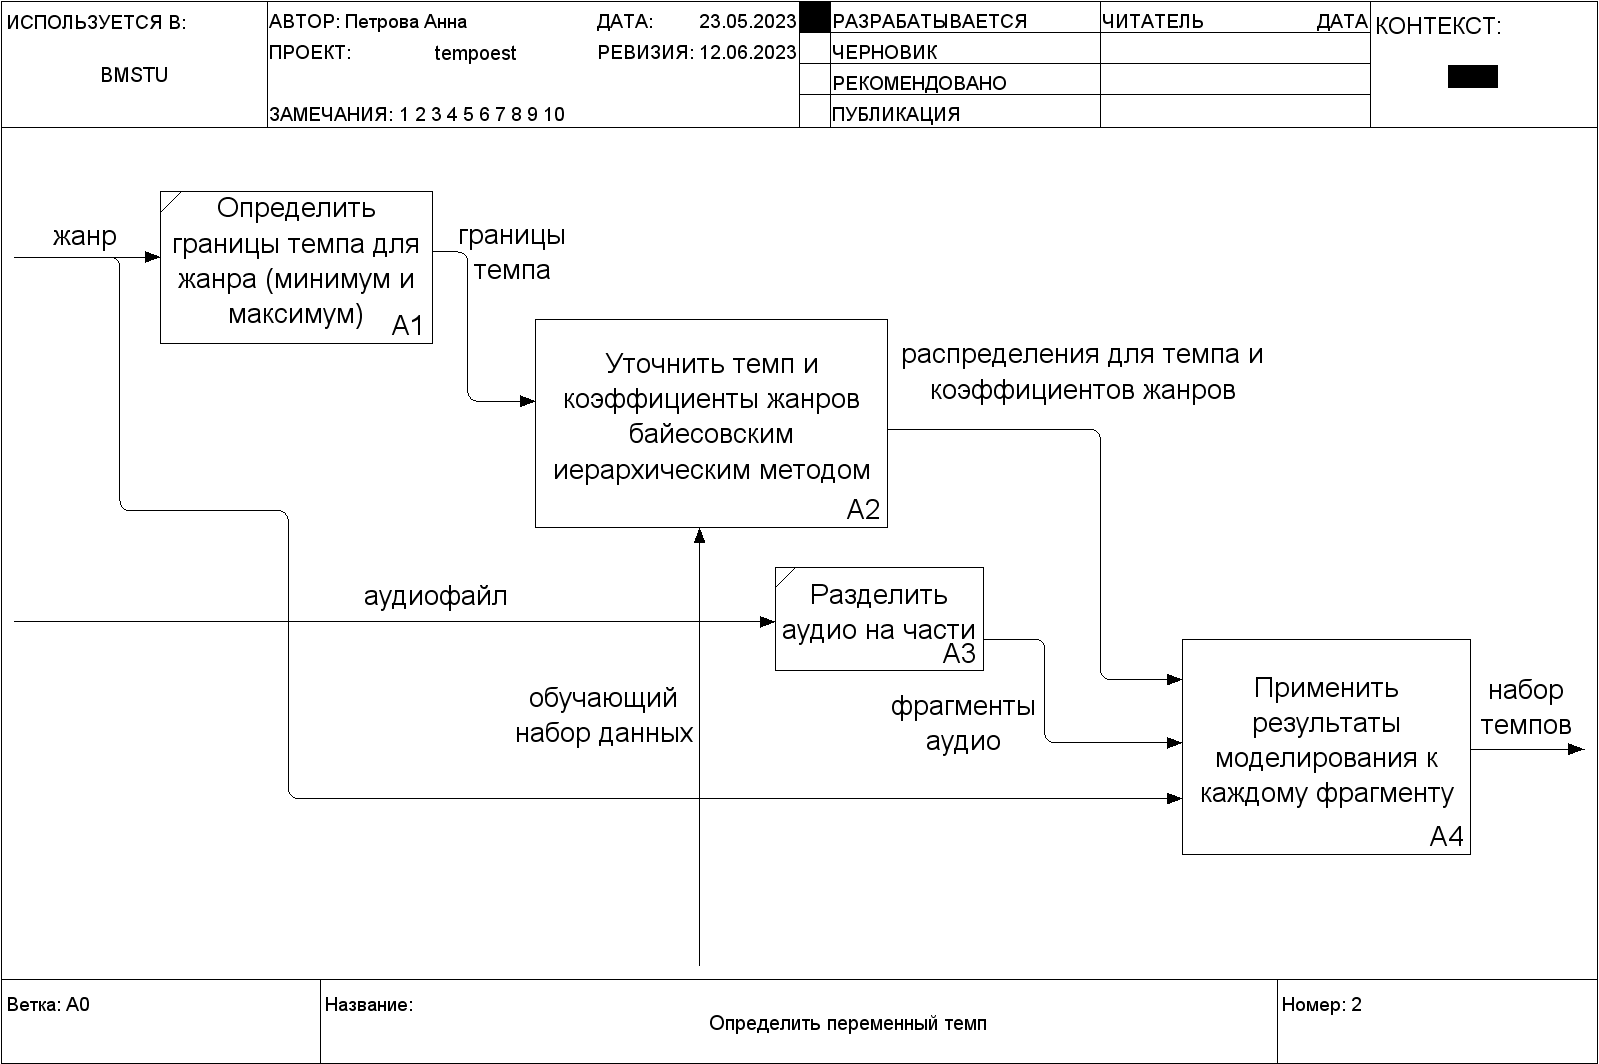 ИСПОЛЬЗУЕТСЯ В:
BMSTU
АВТОР: Петрова Анна
ДАТА: 23.05.2023
ПРОЕКТ: tempoest
РЕВИЗИЯ: 12.06.2023
ЗАМЕЧАНИЯ: 1 2 3 4 5 6 7 8 9 10
РАЗРАБАТЫВАЕТСЯ
ЧЕРНОВИК
РЕКОМЕНДОВАНО
ПУБЛИКАЦИЯ
ЧИТАТЕЛЬ ДАТА
КОНТЕКСТ:
жанр
Определить
границы темпа для
жанра (минимум и
максимум)
A1
границы
темпа
Уточнить темп и
коэффициенты жанров
байесовским
иерархическим методом
A2
распределения для темпа и
коэффициентов жанров
аудиофайл
Разделить
аудио на части
A3
обучающий
набор данных
фрагменты
аудио
Применить
результаты
моделирования к
каждому фрагменту
A4
набор
темпов
Ветка: A0
Название:
Определить переменный темп
Номер: 2